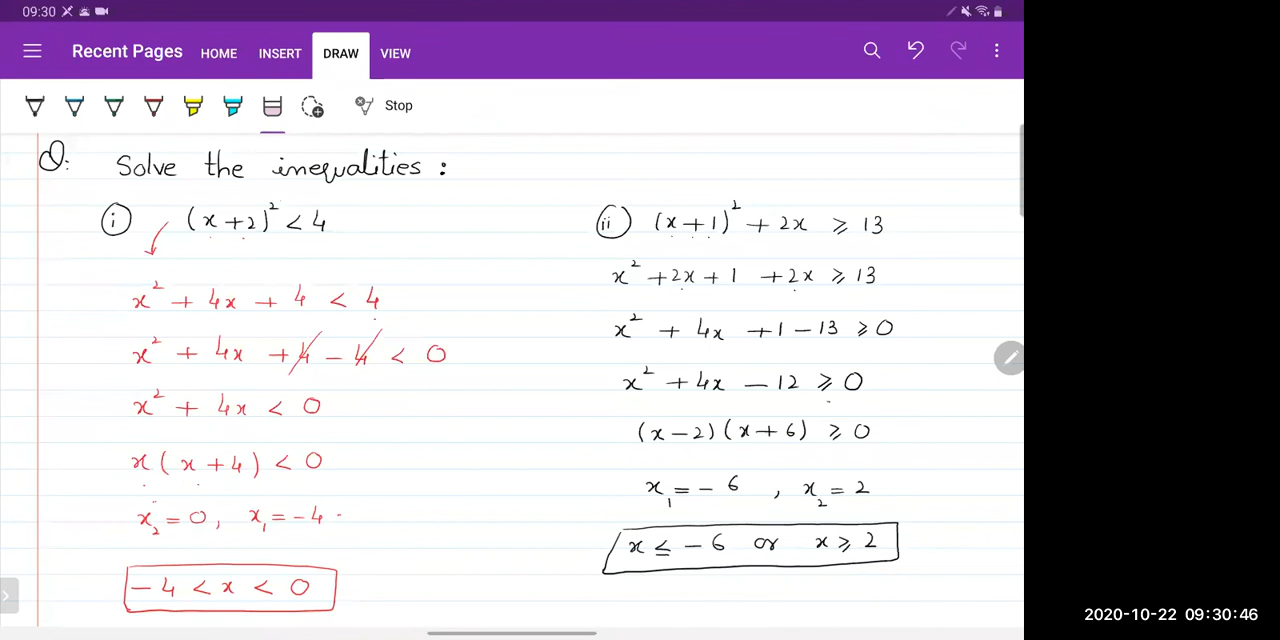 09:30
Recent Pages HOME INSERT DRAW VIEW
Stop
Q. Solve the inequalities :
(i) (x+2)² < 4
x² + 4x + 4 < 4
x² + 4x + 4 - 4 < 0
x² + 4x < 0
x(x+4) < 0
x₂ = 0, x₁ = -4
-4 < x < 0
(ii) (x+1)² + 2x ⩾ 13
x² + 2x + 1 + 2x ⩾ 13
x² + 4x + 1 - 13 ⩾ 0
x² + 4x - 12 ⩾ 0
(x-2)(x+6) ⩾ 0
x₁ = -6 , x₂ = 2
x ≤ -6 or x ⩾ 2
2020-10-22 09:30:46